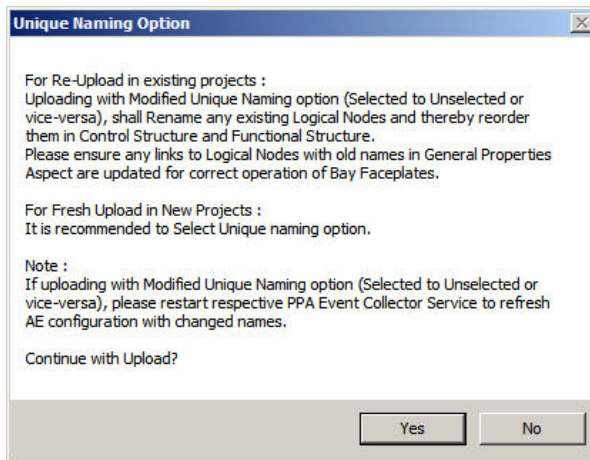 Unique Naming Option
For Re-Upload in existing projects :
Uploading with Modified Unique Naming option (Selected to Unselected or
vice-versa), shall Rename any existing Logical Nodes and thereby reorder
them in Control Structure and Functional Structure.
Please ensure any links to Logical Nodes with old names in General Properties
Aspect are updated for correct operation of Bay Faceplates.
For Fresh Upload in New Projects :
It is recommended to Select Unique naming option.
Note :
If uploading with Modified Unique Naming option (Selected to Unselected or
vice-versa), please restart respective PPA Event Collector Service to refresh
AE configuration with changed names.
Continue with Upload?
Yes No